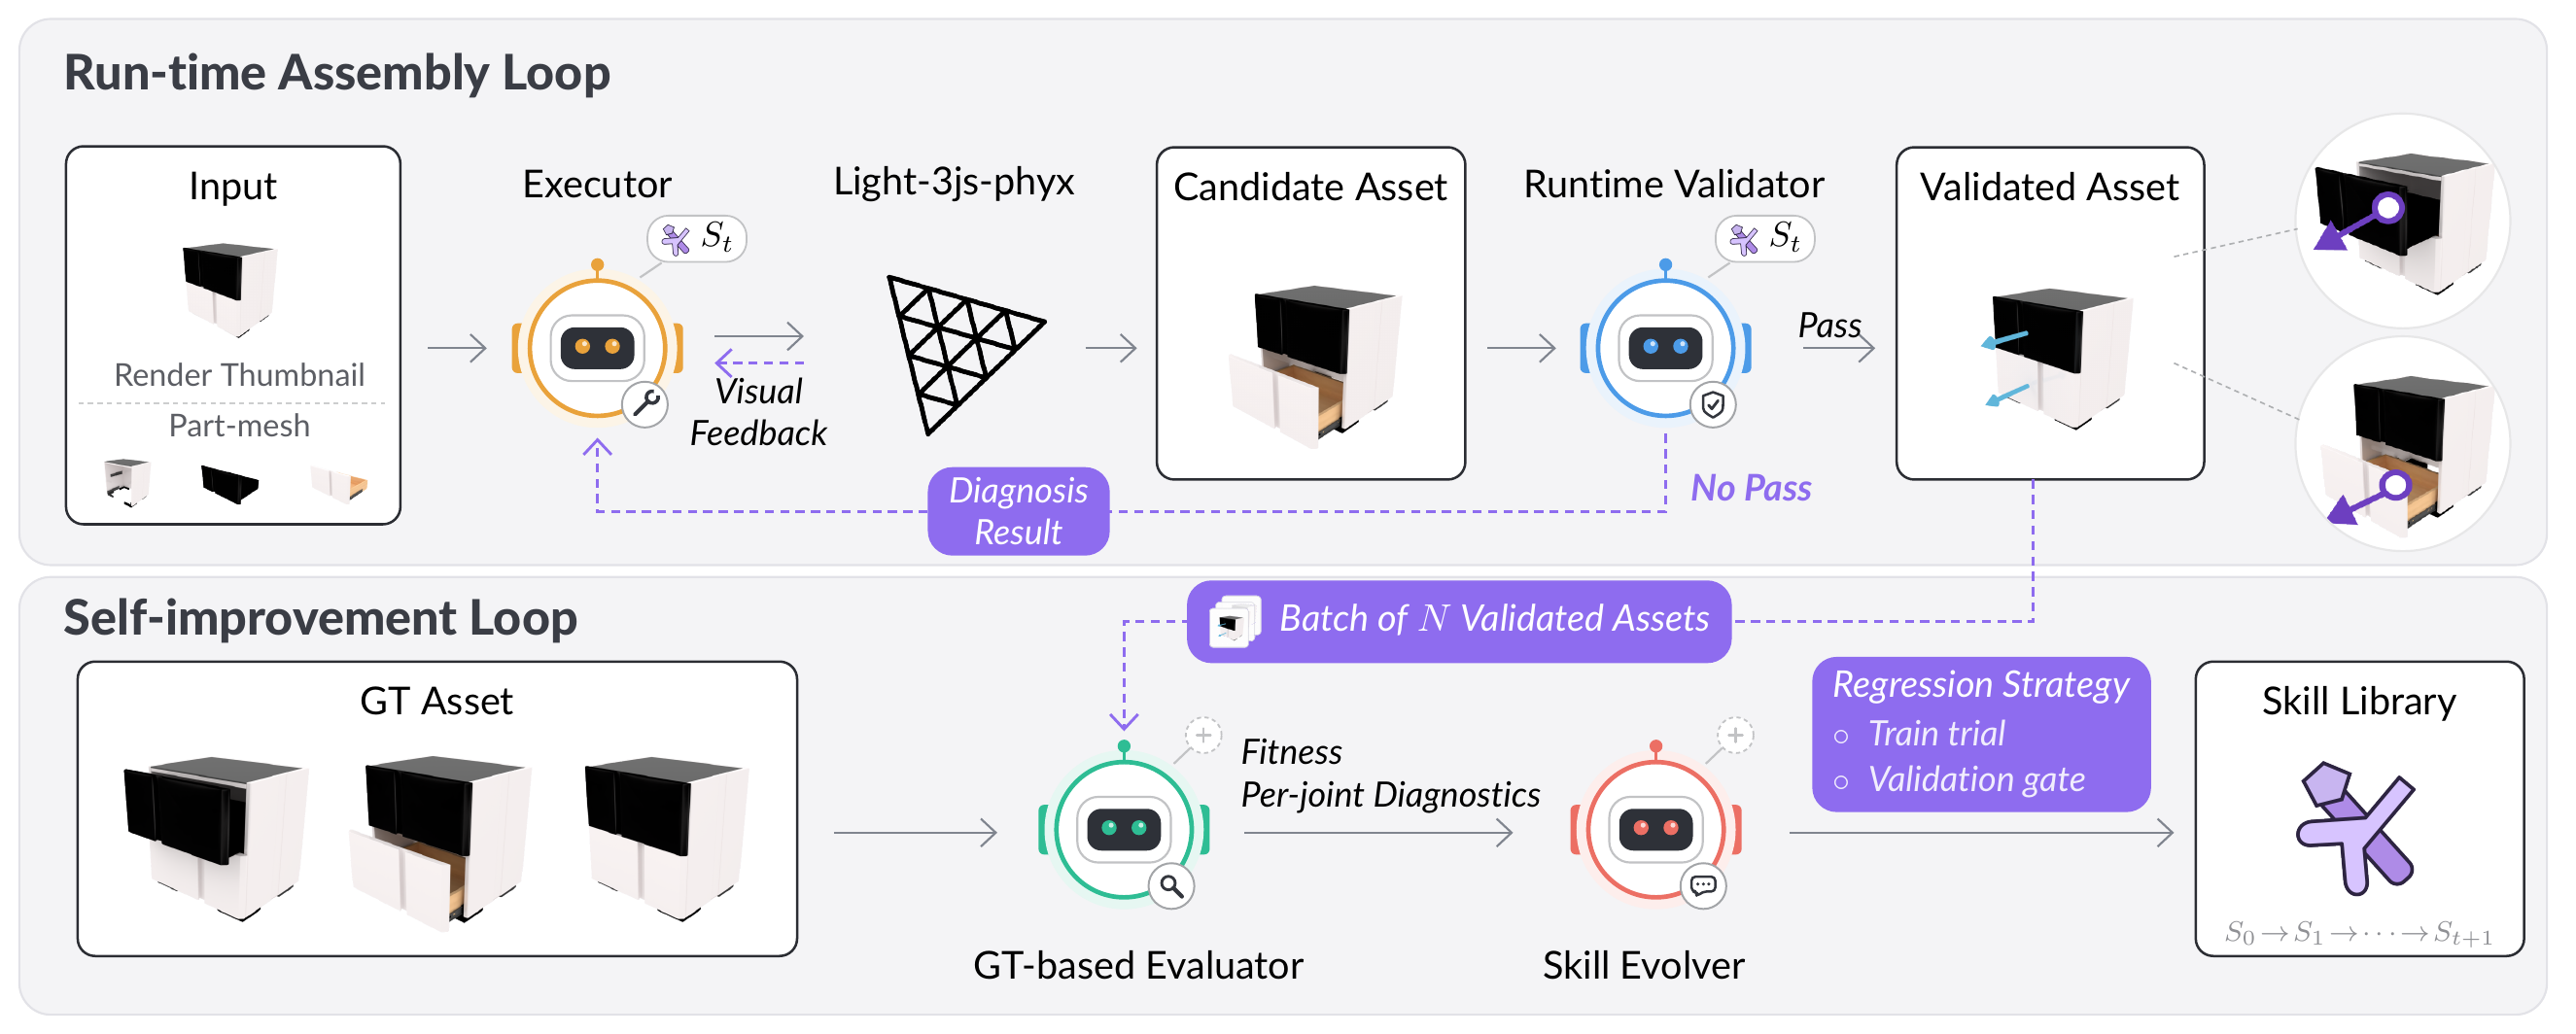 Run-time Assembly Loop
Input
Render Thumbnail
Part-mesh
Executor
S_t
Visual
Feedback
Light-3js-phyx
Candidate Asset
Runtime Validator
S_t
Pass
No Pass
Diagnosis
Result
Validated Asset
Self-improvement Loop
Batch of N Validated Assets
GT Asset
GT-based Evaluator
Fitness
Per-joint Diagnostics
Skill Evolver
Regression Strategy
○ Train trial
○ Validation gate
Skill Library
S_0 → S_1 → ··· → S_{t+1}